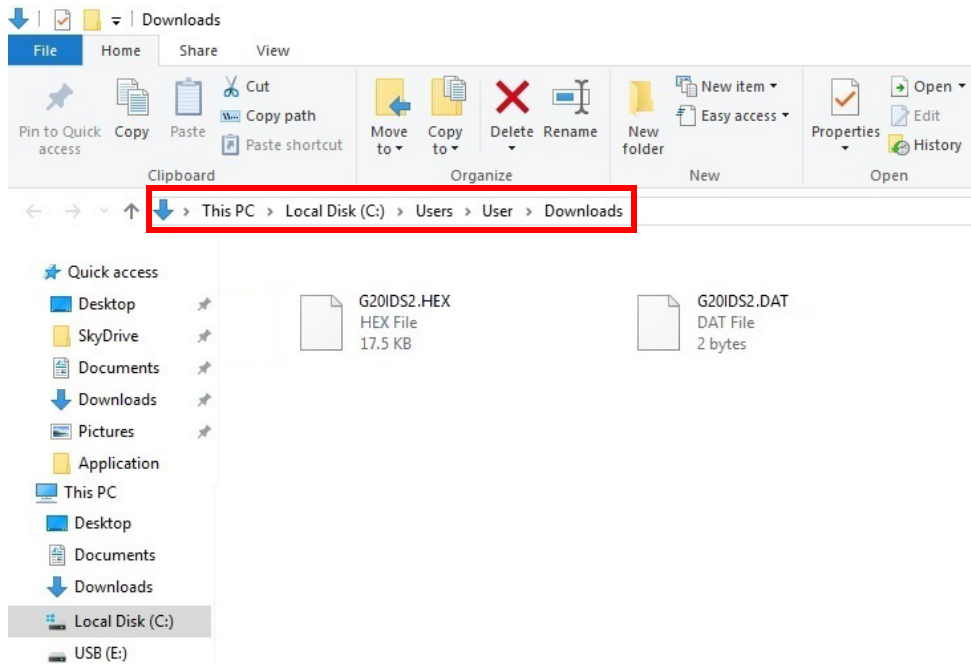 Downloads
File Home Share View
Pin to Quick access
Copy
Paste
Cut
Copy path
Paste shortcut
Clipboard
Move to
Copy to
Delete
Rename
Organize
New folder
New item
Easy access
New
Properties
Open
Edit
History
Open
This PC > Local Disk (C:) > Users > User > Downloads
Quick access
Desktop
SkyDrive
Documents
Downloads
Pictures
Application
This PC
Desktop
Documents
Downloads
Local Disk (C:)
USB (E:)
G20IDS2.HEX
HEX File
17.5 KB
G20IDS2.DAT
DAT File
2 bytes